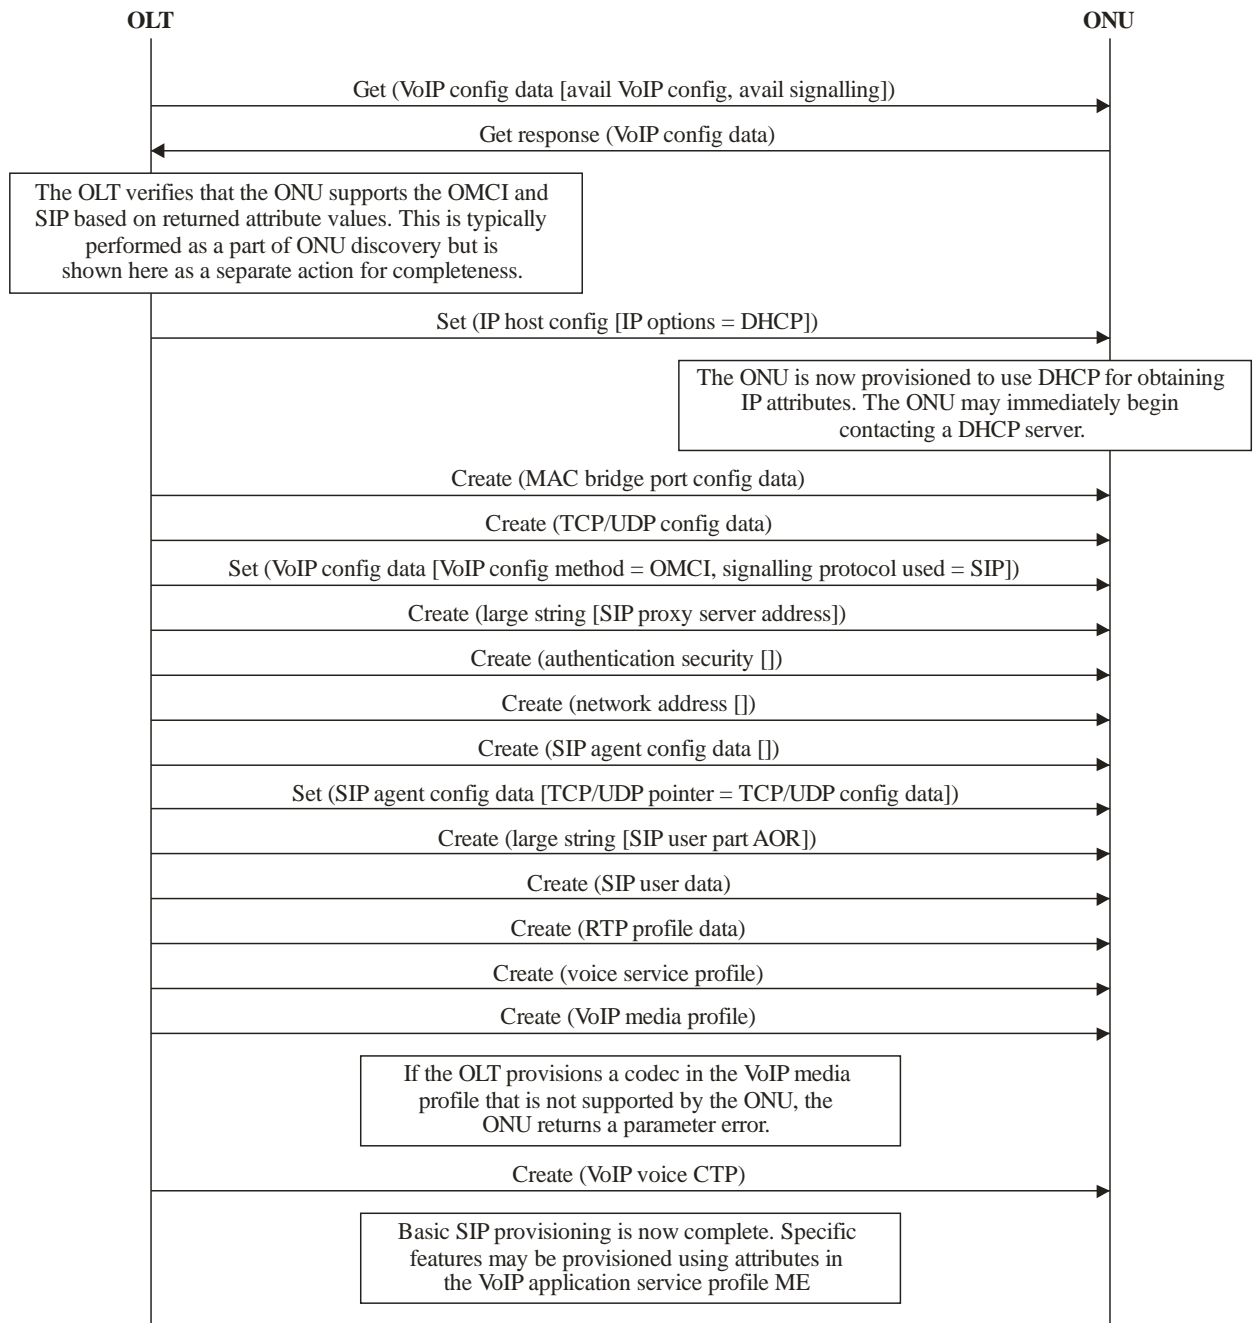 OLT
ONU
Get (VoIP config data [avail VoIP config, avail signalling])
Get response (VoIP config data)
The OLT verifies that the ONU supports the OMCI and
SIP based on returned attribute values. This is typically
performed as a part of ONU discovery but is
shown here as a separate action for completeness.
Set (IP host config [IP options = DHCP])
The ONU is now provisioned to use DHCP for obtaining
IP attributes. The ONU may immediately begin
contacting a DHCP server.
Create (MAC bridge port config data)
Create (TCP/UDP config data)
Set (VoIP config data [VoIP config method = OMCI, signalling protocol used = SIP])
Create (large string [SIP proxy server address])
Create (authentication security [])
Create (network address [])
Create (SIP agent config data [])
Set (SIP agent config data [TCP/UDP pointer = TCP/UDP config data])
Create (large string [SIP user part AOR])
Create (SIP user data)
Create (RTP profile data)
Create (voice service profile)
Create (VoIP media profile)
If the OLT provisions a codec in the VoIP media
profile that is not supported by the ONU, the
ONU returns a parameter error.
Create (VoIP voice CTP)
Basic SIP provisioning is now complete. Specific
features may be provisioned using attributes in
the VoIP application service profile ME